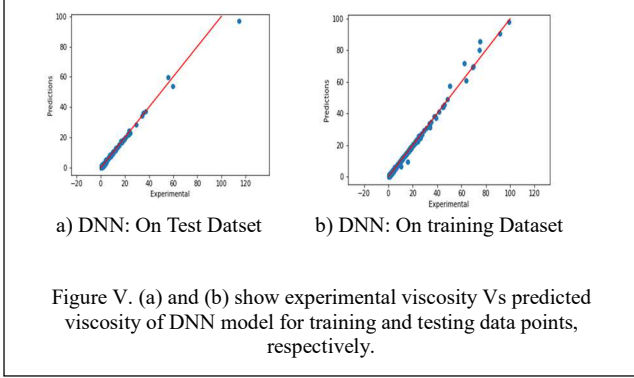 100
80
60
40
20
0
Predictions
−20 0 20 40 60 80 100 120
Experimental
100
80
60
40
20
0
Predictions
−20 0 20 40 60 80 100 120
Experimental
a) DNN: On Test Datset
b) DNN: On training Dataset
Figure V. (a) and (b) show experimental viscosity Vs predicted
viscosity of DNN model for training and testing data points,
respectively.